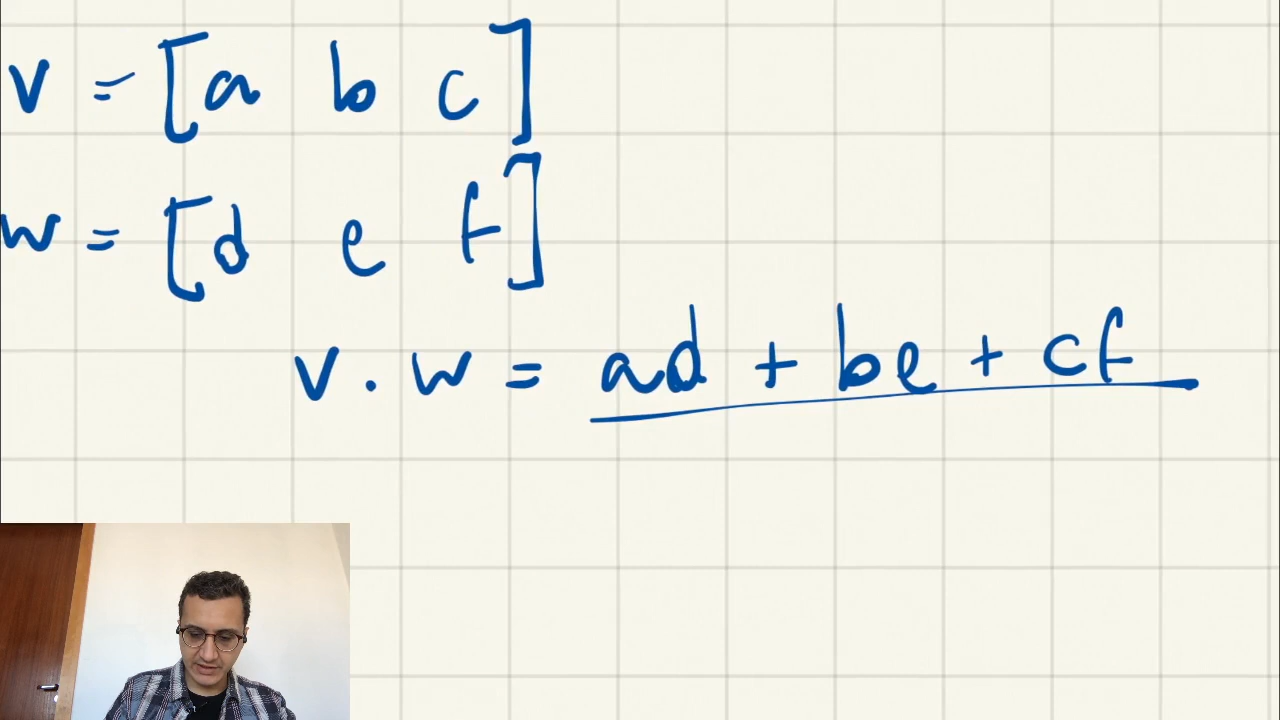 v = [a b c]
w = [d e f]
v . w = ad + be + cf